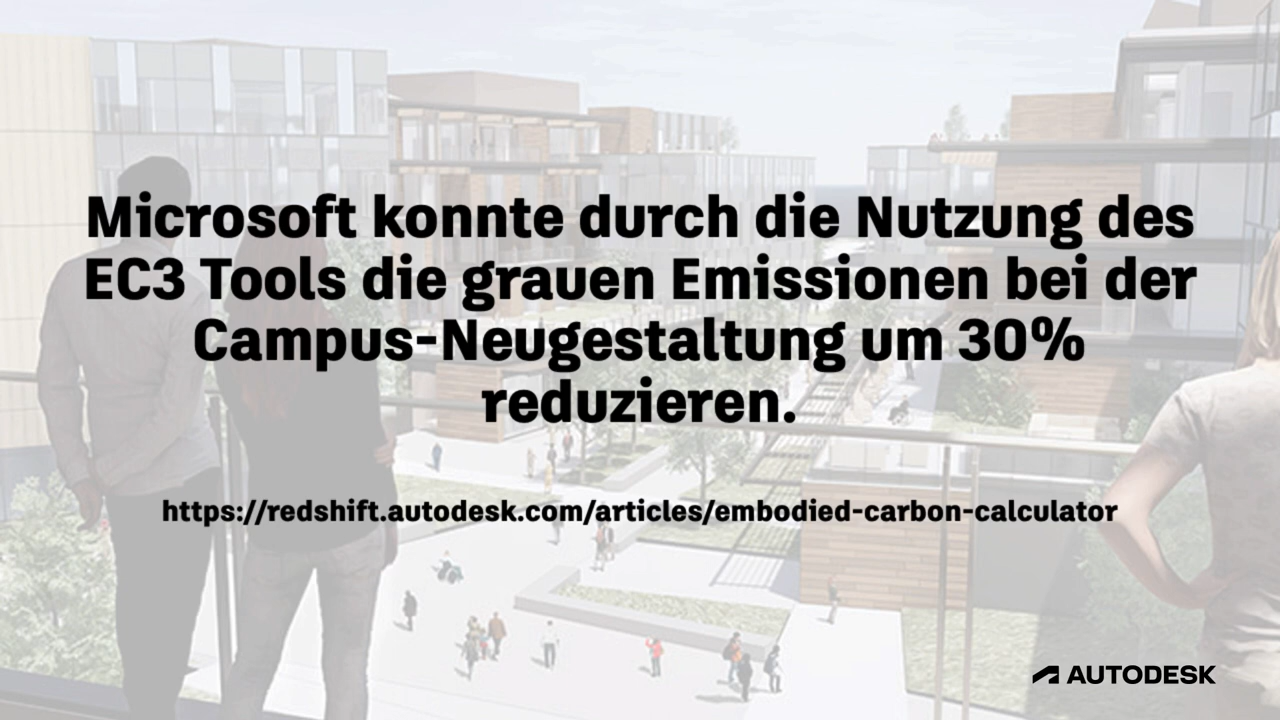 Microsoft konnte durch die Nutzung des
EC3 Tools die grauen Emissionen bei der
Campus-Neugestaltung um 30%
reduzieren.
https://redshift.autodesk.com/articles/embodied-carbon-calculator
AUTODESK